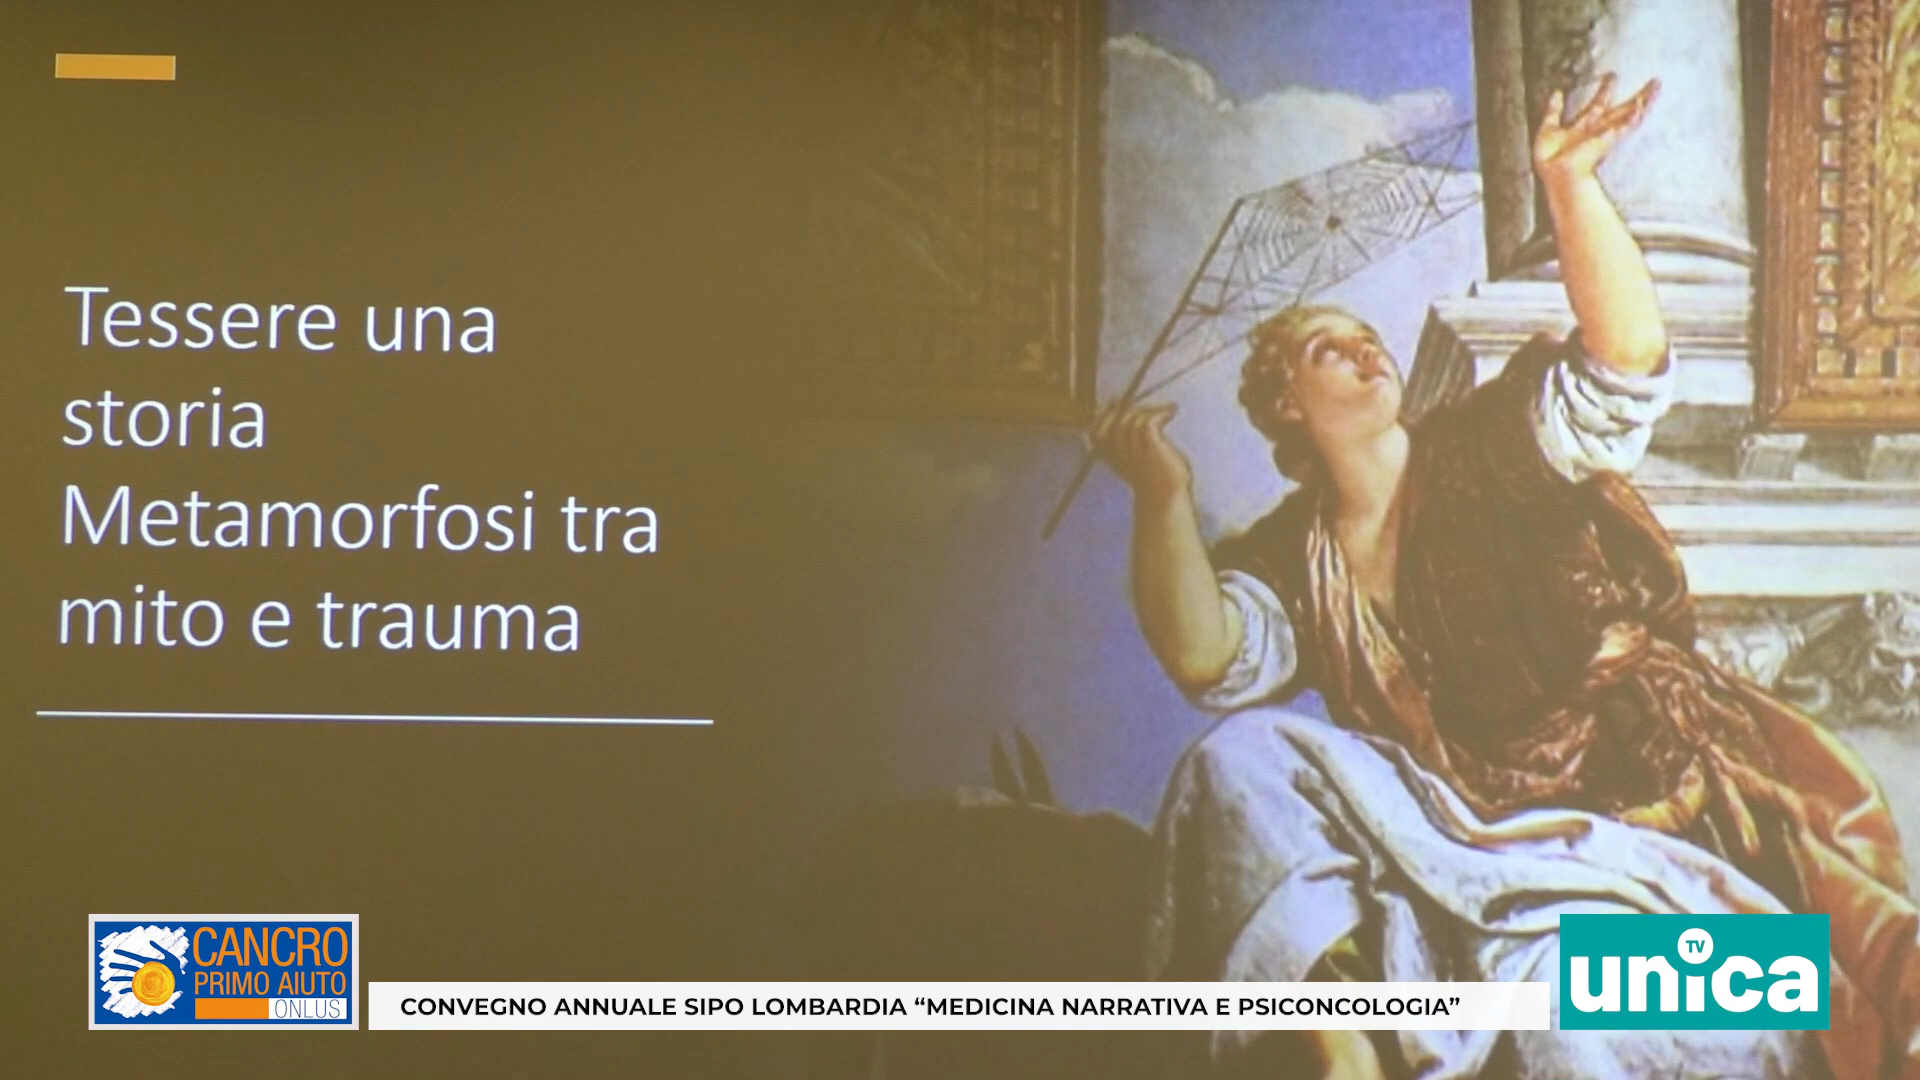 Tessere una
storia
Metamorfosi tra
mito e trauma
CANCRO
PRIMO AIUTO
ONLUS
CONVEGNO ANNUALE SIPO LOMBARDIA “MEDICINA NARRATIVA E PSICONCOLOGIA”
TV
unica